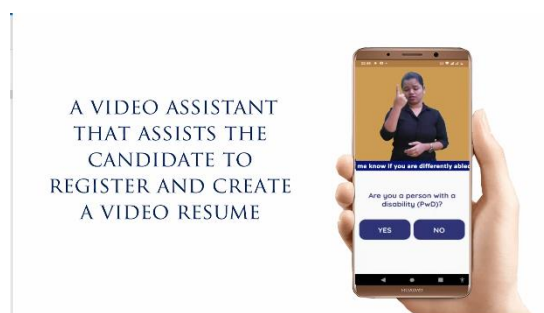 A VIDEO ASSISTANT
THAT ASSISTS THE
CANDIDATE TO
REGISTER AND CREATE
A VIDEO RESUME
me know if you are differently abled
Are you a person with a
disability (PwD)?
YES
NO
HUAWEI